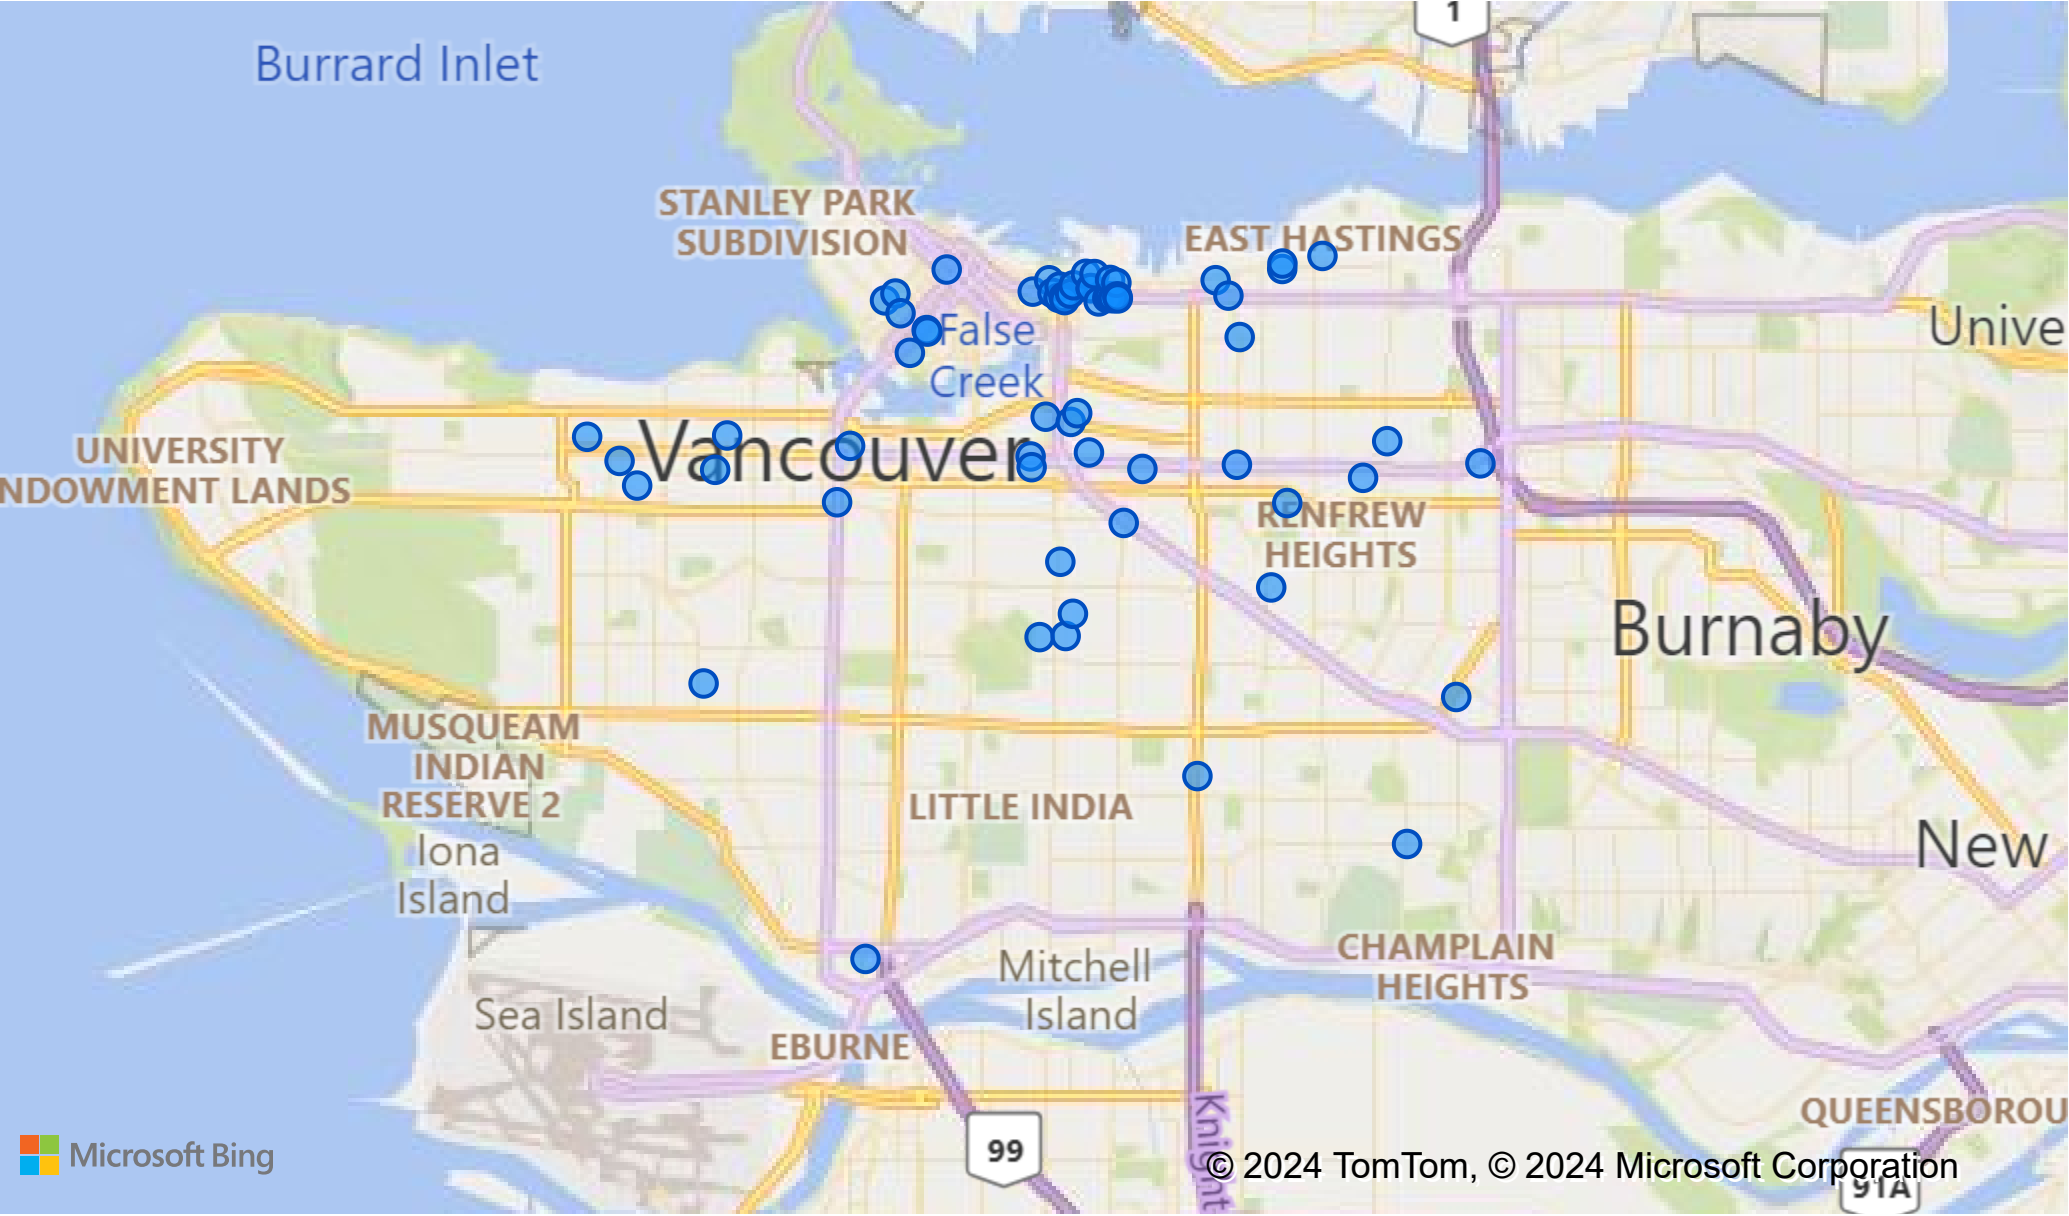 1
Burrard Inlet
STANLEY PARK
SUBDIVISION
EAST HASTINGS
False
Creek
Unive
UNIVERSITY
NDOWMENT LANDS
Vancouver
RENFREW
HEIGHTS
Burnaby
MUSQUEAM
INDIAN
RESERVE 2
LITTLE INDIA
Iona
Island
New
Mitchell
Island
CHAMPLAIN
HEIGHTS
Sea Island
EBURNE
Knight
QUEENSBOROU
99
Microsoft Bing
© 2024 TomTom, © 2024 Microsoft Corporation
91A